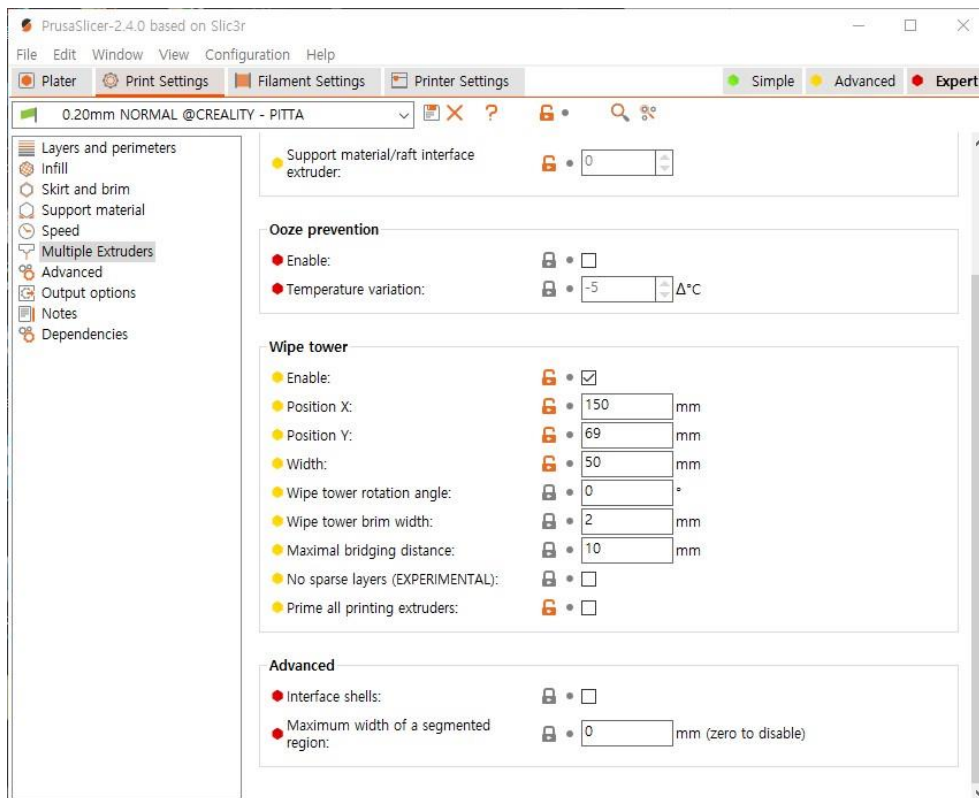 PrusaSlicer-2.4.0 based on Slic3r
File Edit Window View Configuration Help
Plater Print Settings Filament Settings Printer Settings Simple Advanced Expert
0.20mm NORMAL @CREALITY - PITTA
Layers and perimeters
Infill
Skirt and brim
Support material
Speed
Multiple Extruders
Advanced
Output options
Notes
Dependencies
Support material/raft interface
extruder: 0
Ooze prevention
Enable:
Temperature variation: -5 Δ°C
Wipe tower
Enable:
Position X: 150 mm
Position Y: 69 mm
Width: 50 mm
Wipe tower rotation angle: 0 °
Wipe tower brim width: 2 mm
Maximal bridging distance: 10 mm
No sparse layers (EXPERIMENTAL):
Prime all printing extruders:
Advanced
Interface shells:
Maximum width of a segmented
region: 0 mm (zero to disable)